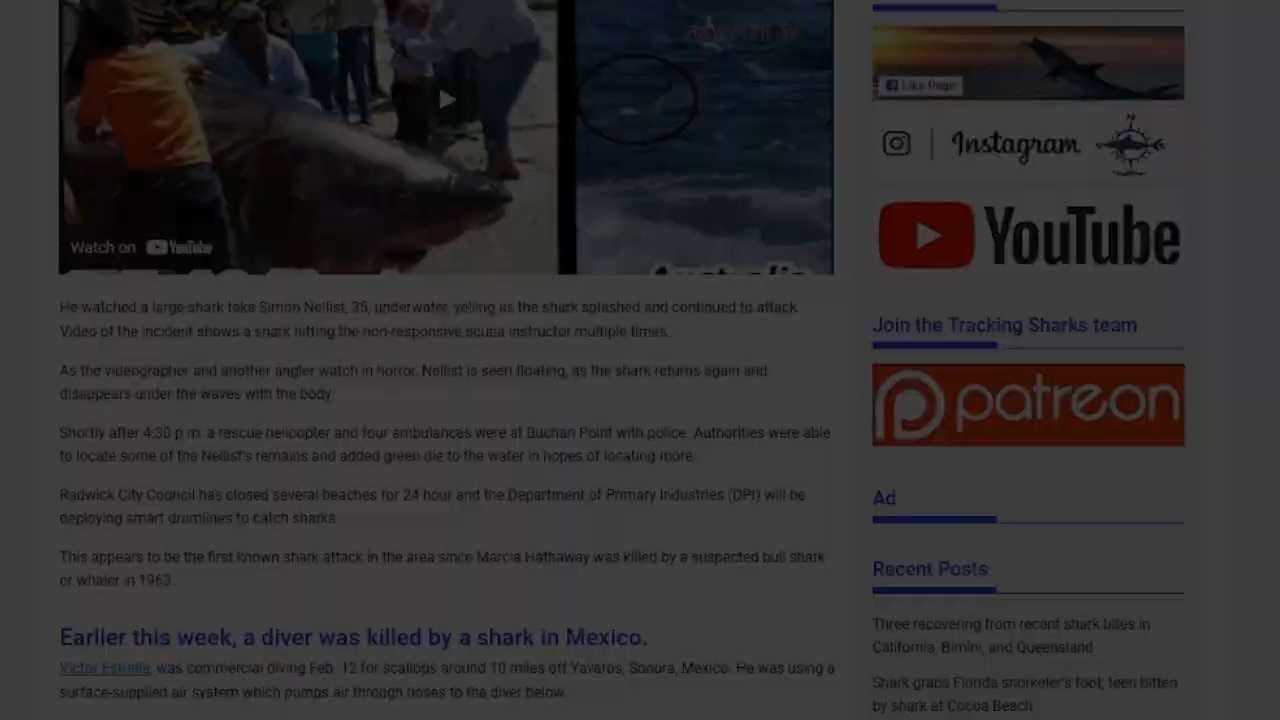 Watch on YouTube
Australia
He watched a large shark take Simon Nellist, 35, underwater, yelling as the shark splashed and continued to attack.
Video of the incident shows a shark hitting the non-responsive scuba instructor multiple times.
As the videographer and another angler watch in horror. Nellist is seen floating, as the shark returns again and
disappears under the waves with the body.
Shortly after 4:30 p.m. a rescue helicopter and four ambulances were at Buchan Point with police. Authorities were able
to locate some of the Nellist's remains and added green die to the water in hopes of locating more.
Radwick City Council has closed several beaches for 24 hour and the Department of Primary Industries (DPI) will be
deploying smart drumlines to catch sharks.
This appears to be the first known shark attack in the area since Marcia Hathaway was killed by a suspected bull shark
or whaler in 1963.
Earlier this week, a diver was killed by a shark in Mexico.
Victor Estrella, was commercial diving Feb. 12 for scallops around 10 miles off Yavaros, Sonora, Mexico. He was using a
surface-supplied air system which pumps air through hoses to the diver below.
Like Page
Instagram
YouTube
Join the Tracking Sharks team
patreon
Ad
Recent Posts
Three recovering from recent shark bites in
California, Bimini, and Queensland
Shark grabs Florida snorkeler's foot; teen bitten
by shark at Cocoa Beach